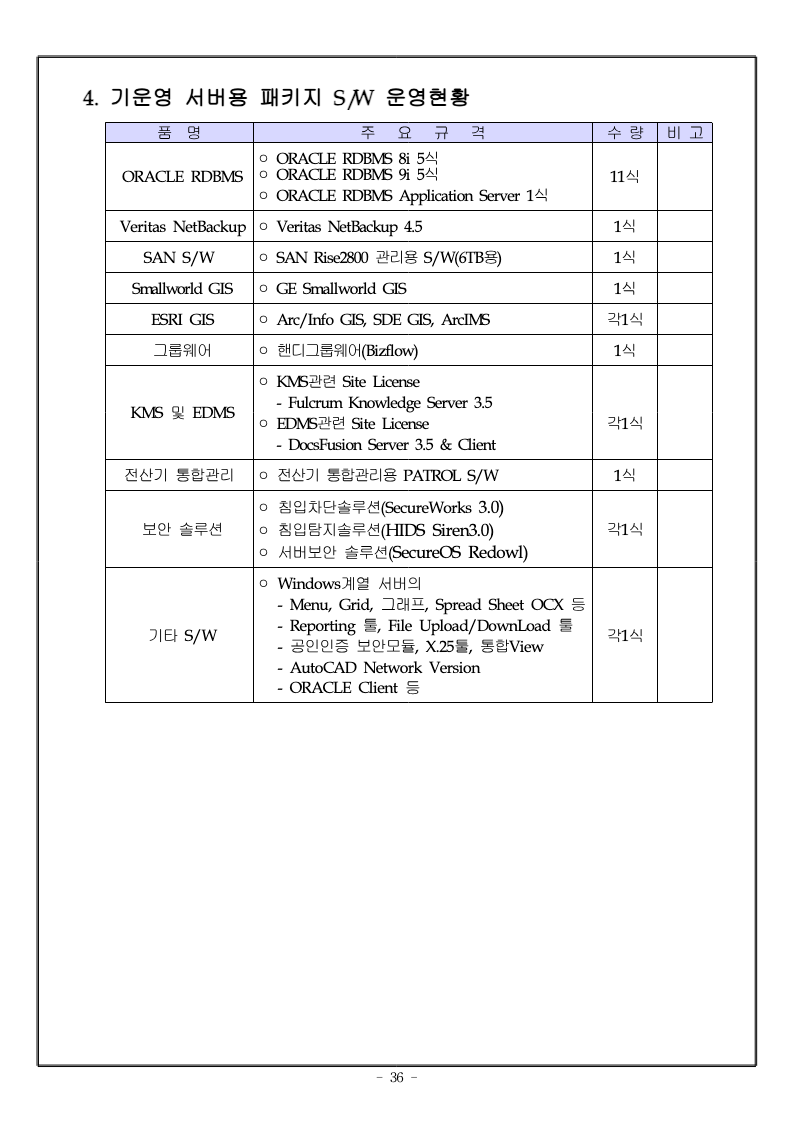 4. 기운영 서버용 패키지 S/W 운영현황
품 명 주 요 규 격 수 량 비 고
ORACLE RDBMS
○ ORACLE RDBMS 8i 5식
○ ORACLE RDBMS 9i 5식
○ ORACLE RDBMS Application Server 1식
11식
Veritas NetBackup ○ Veritas NetBackup 4.5 1식
SAN S/W ○ SAN Rise2800 관리용 S/W(6TB용) 1식
Smallworld GIS ○ GE Smallworld GIS 1식
ESRI GIS ○ Arc/Info GIS, SDE GIS, ArcIMS 각1식
그룹웨어 ○ 핸디그룹웨어(Bizflow) 1식
KMS 및 EDMS
○ KMS관련 Site License
- Fulcrum Knowledge Server 3.5
○ EDMS관련 Site License
- DocsFusion Server 3.5 & Client
각1식
전산기 통합관리 ○ 전산기 통합관리용 PATROL S/W 1식
보안 솔루션
○ 침입차단솔루션(SecureWorks 3.0)
○ 침입탐지솔루션(HIDS Siren3.0)
○ 서버보안 솔루션(SecureOS Redowl)
각1식
기타 S/W
○ Windows계열 서버의
- Menu, Grid, 그래프, Spread Sheet OCX 등
- Reporting 툴, File Upload/DownLoad 툴
- 공인인증 보안모듈, X.25툴, 통합View
- AutoCAD Network Version
- ORACLE Client 등
각1식
- 36 -